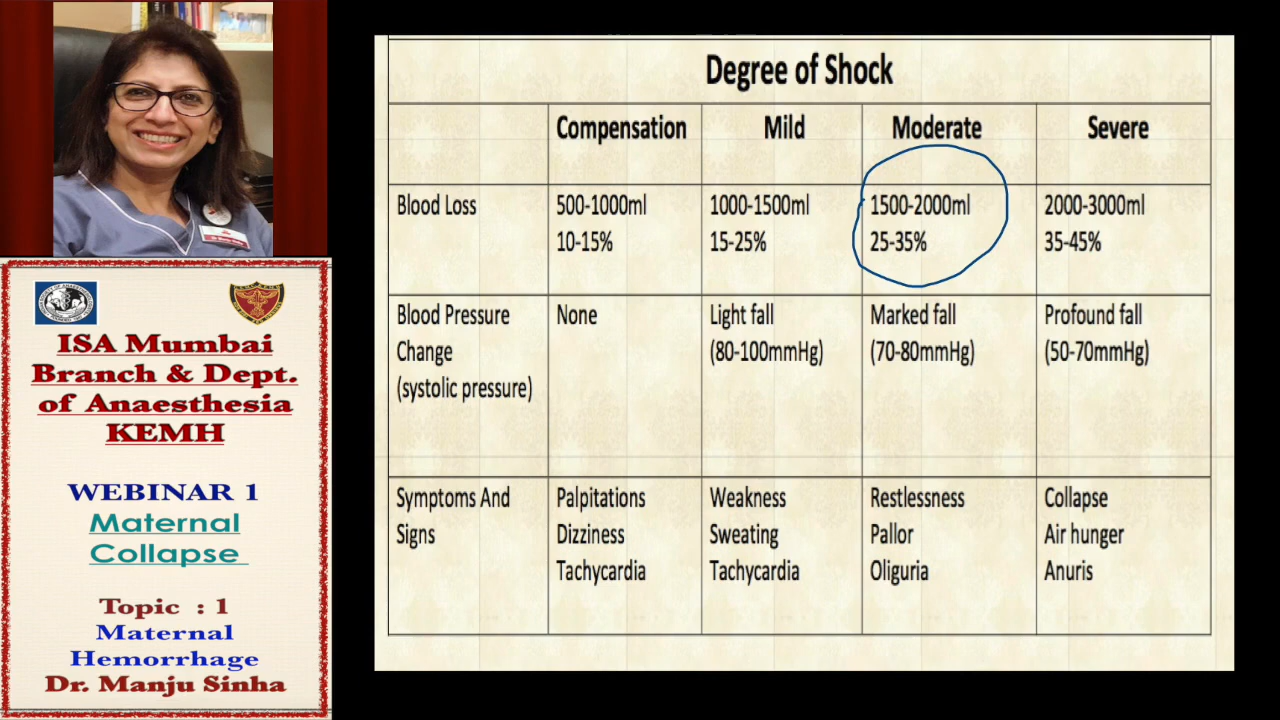 ISA Mumbai
Branch & Dept.
of Anaesthesia
KEMH
WEBINAR 1
Maternal
Collapse
Topic : 1
Maternal
Hemorrhage
Dr. Manju Sinha
Degree of Shock
Compensation Mild Moderate Severe
Blood Loss 500-1000ml 1000-1500ml 1500-2000ml 2000-3000ml
10-15% 15-25% 25-35% 35-45%
Blood Pressure None Light fall Marked fall Profound fall
Change (80-100mmHg) (70-80mmHg) (50-70mmHg)
(systolic pressure)
Symptoms And Palpitations Weakness Restlessness Collapse
Signs Dizziness Sweating Pallor Air hunger
Tachycardia Tachycardia Oliguria Anuris